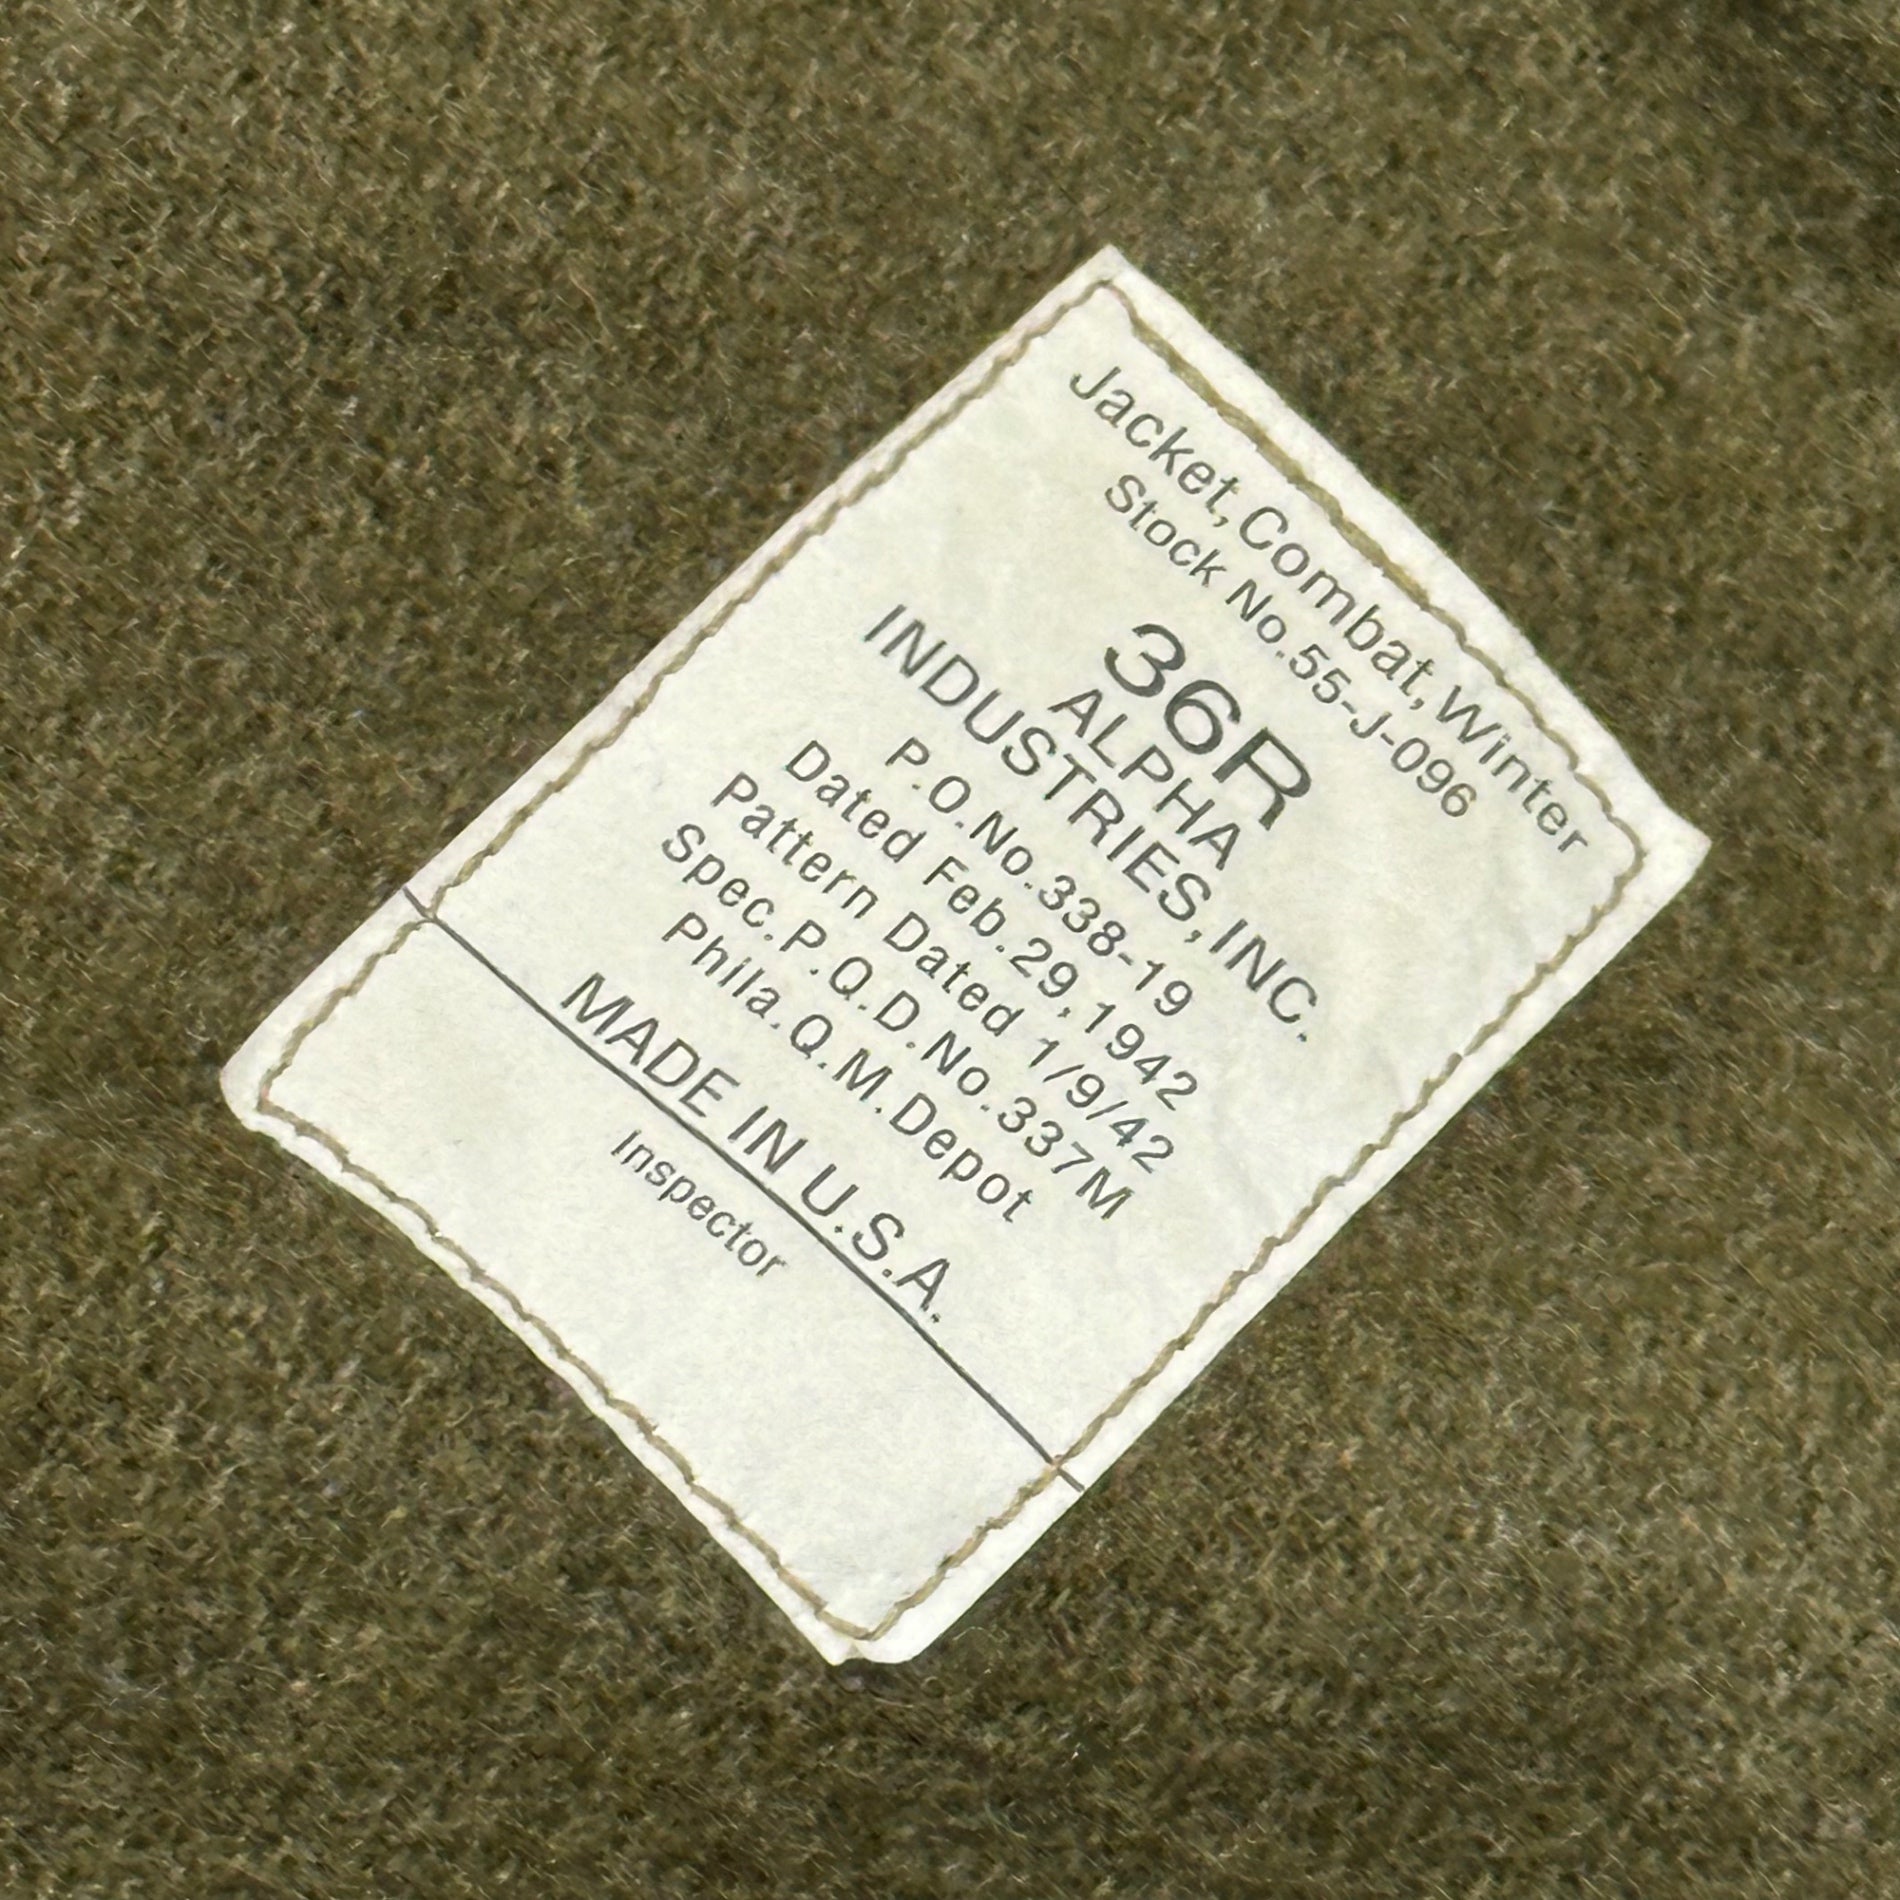 Jacket, Combat, Winter
Stock No.55-J-096
36R
ALPHA
INDUSTRIES, INC.
P.O.No.338-19
Dated Feb.29,1942
Pattern Dated 1/9/42
Spec.P.Q.D.No.337M
Phila.Q.M.Depot
MADE IN U.S.A.
Inspector